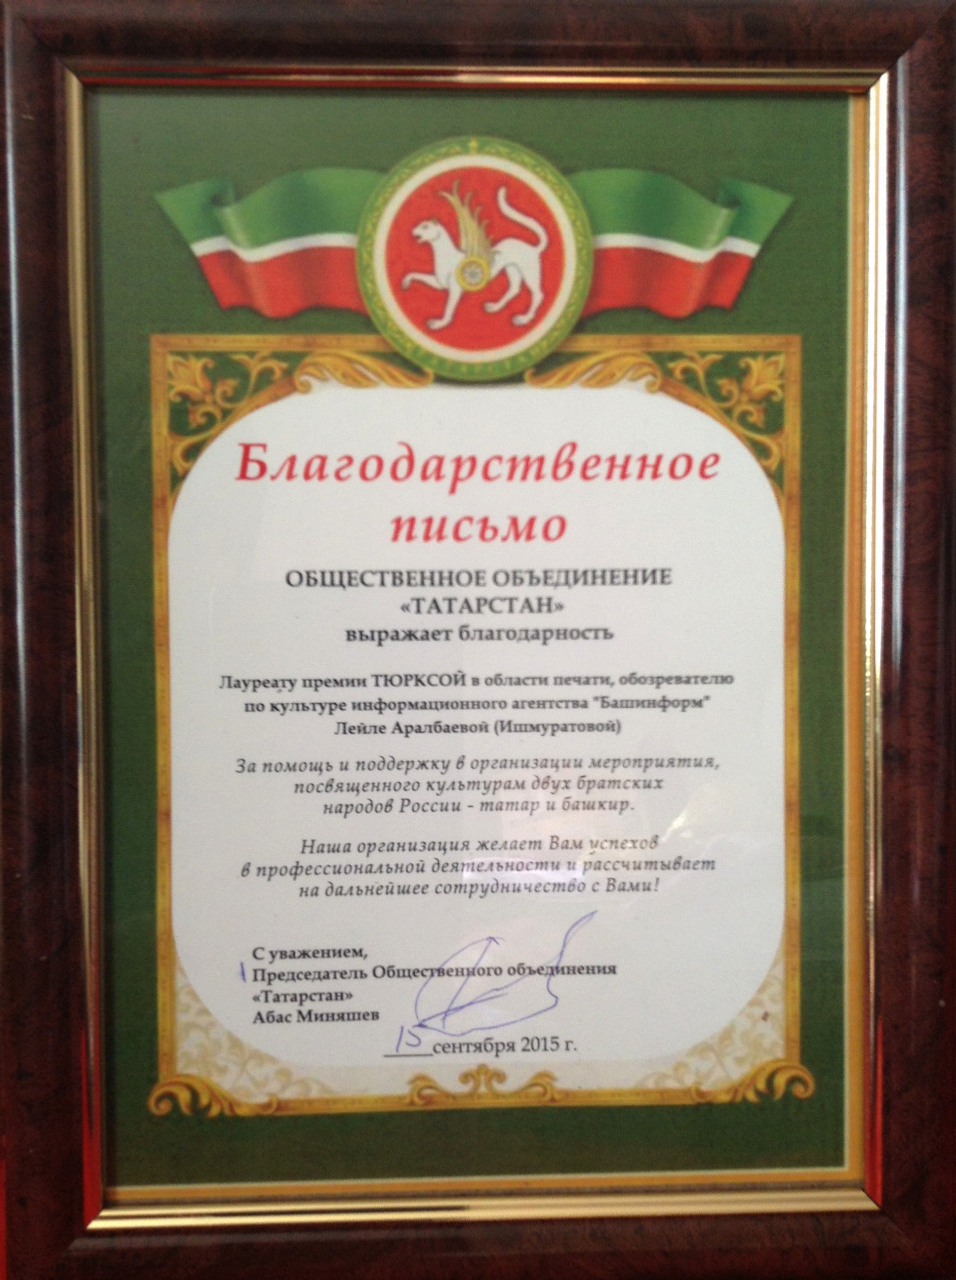 ТАТАРСТАН
Благодарственное
письмо
ОБЩЕСТВЕННОЕ ОБЪЕДИНЕНИЕ
«ТАТАРСТАН»
выражает благодарность
Лауреату премии ТЮРКСОЙ в области печати, обозревателю
по культуре информационного агентства "Башинформ"
Лейле Аралбаевой (Ишмуратовой)
За помощь и поддержку в организации мероприятия,
посвященного культурам двух братских
народов России - татар и башкир.
Наша организация желает Вам успехов
в профессиональной деятельности и рассчитывает
на дальнейшее сотрудничество с Вами!
С уважением,
Председатель Общественного объединения
«Татарстан»
Абас Миняшев
15 сентября 2015 г.